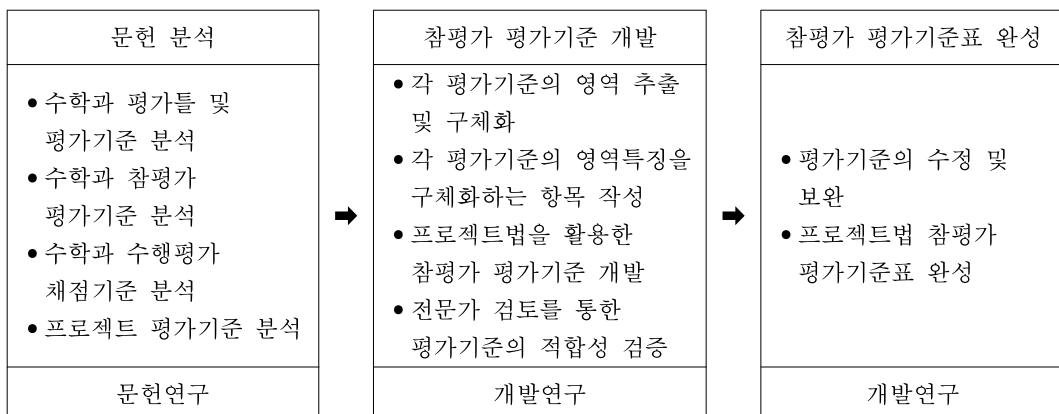 문헌 분석
● 수학과 평가틀 및
평가기준 분석
● 수학과 참평가
평가기준 분석
● 수학과 수행평가
채점기준 분석
● 프로젝트 평가기준 분석
문헌연구
➡
참평가 평가기준 개발
● 각 평가기준의 영역 추출
및 구체화
● 각 평가기준의 영역특징을
구체화하는 항목 작성
● 프로젝트법을 활용한
참평가 평가기준 개발
● 전문가 검토를 통한
평가기준의 적합성 검증
개발연구
➡
참평가 평가기준표 완성
● 평가기준의 수정 및
보완
● 프로젝트법 참평가
평가기준표 완성
개발연구